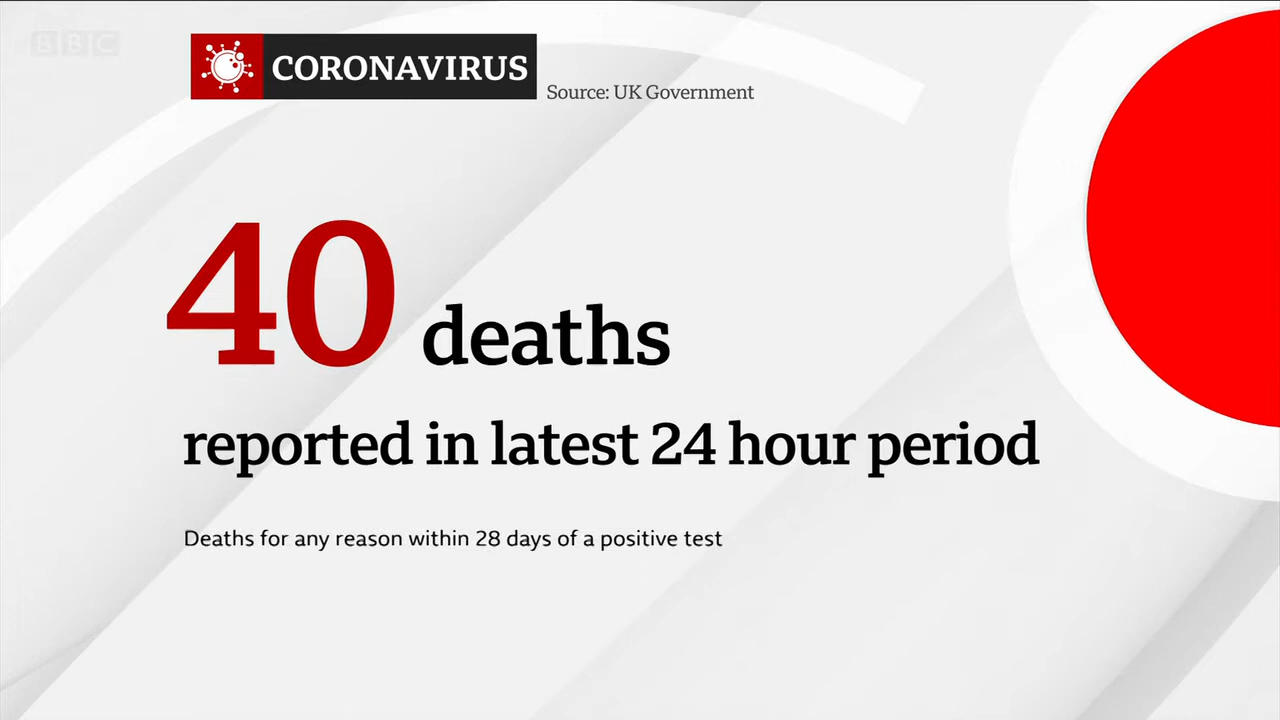 BBC
CORONAVIRUS
Source: UK Government
40 deaths
reported in latest 24 hour period
Deaths for any reason within 28 days of a positive test